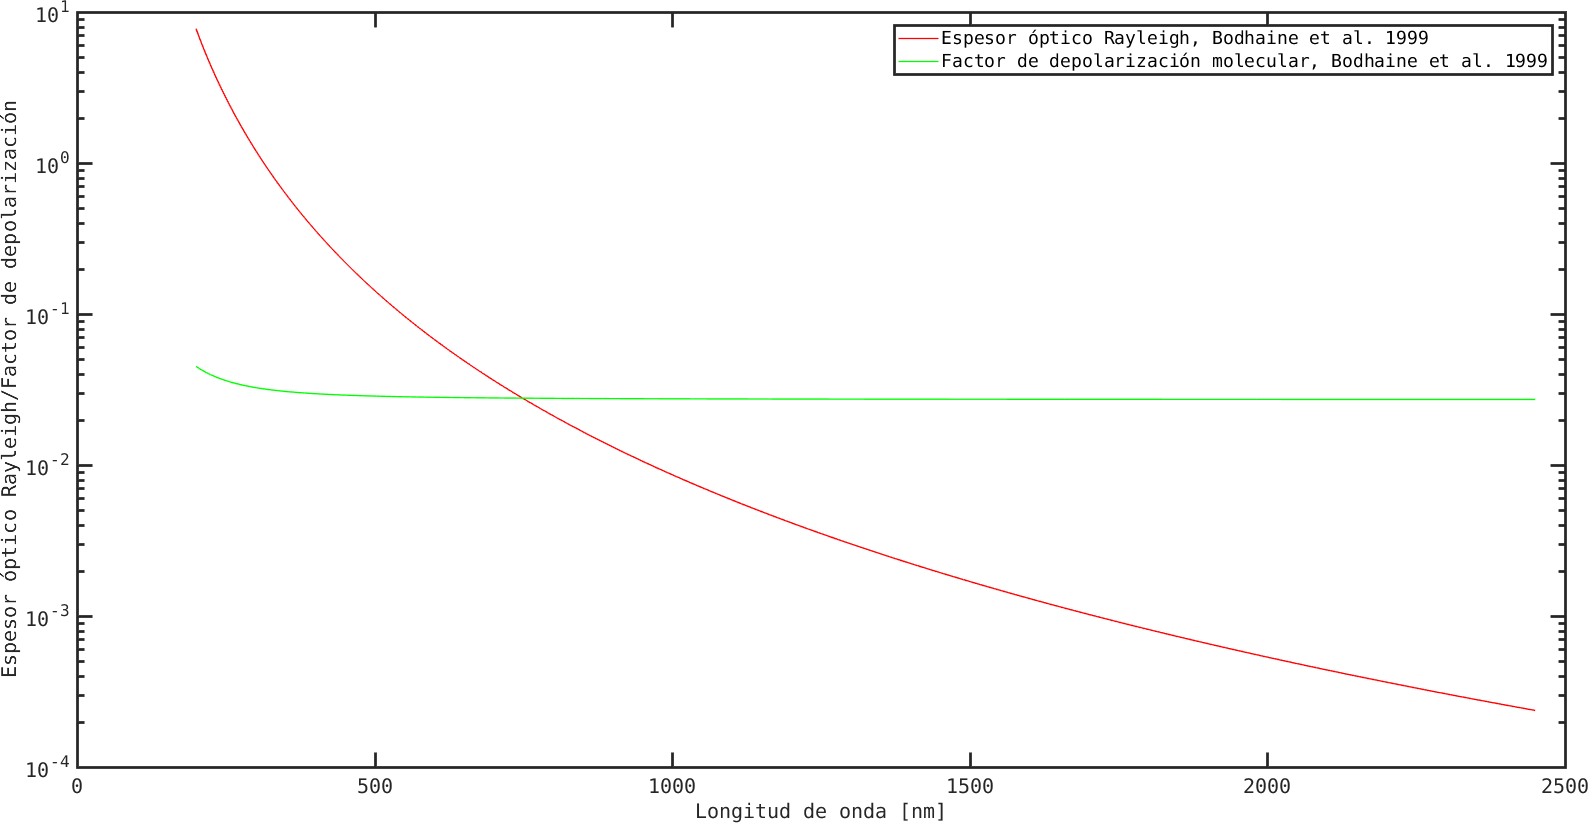 Espesor óptico Rayleigh, Bodhaine et al. 1999
Factor de depolarización molecular, Bodhaine et al. 1999
Espesor óptico Rayleigh/Factor de depolarización
10^1
10^0
10^-1
10^-2
10^-3
10^-4
0 500 1000 1500 2000 2500
Longitud de onda [nm]